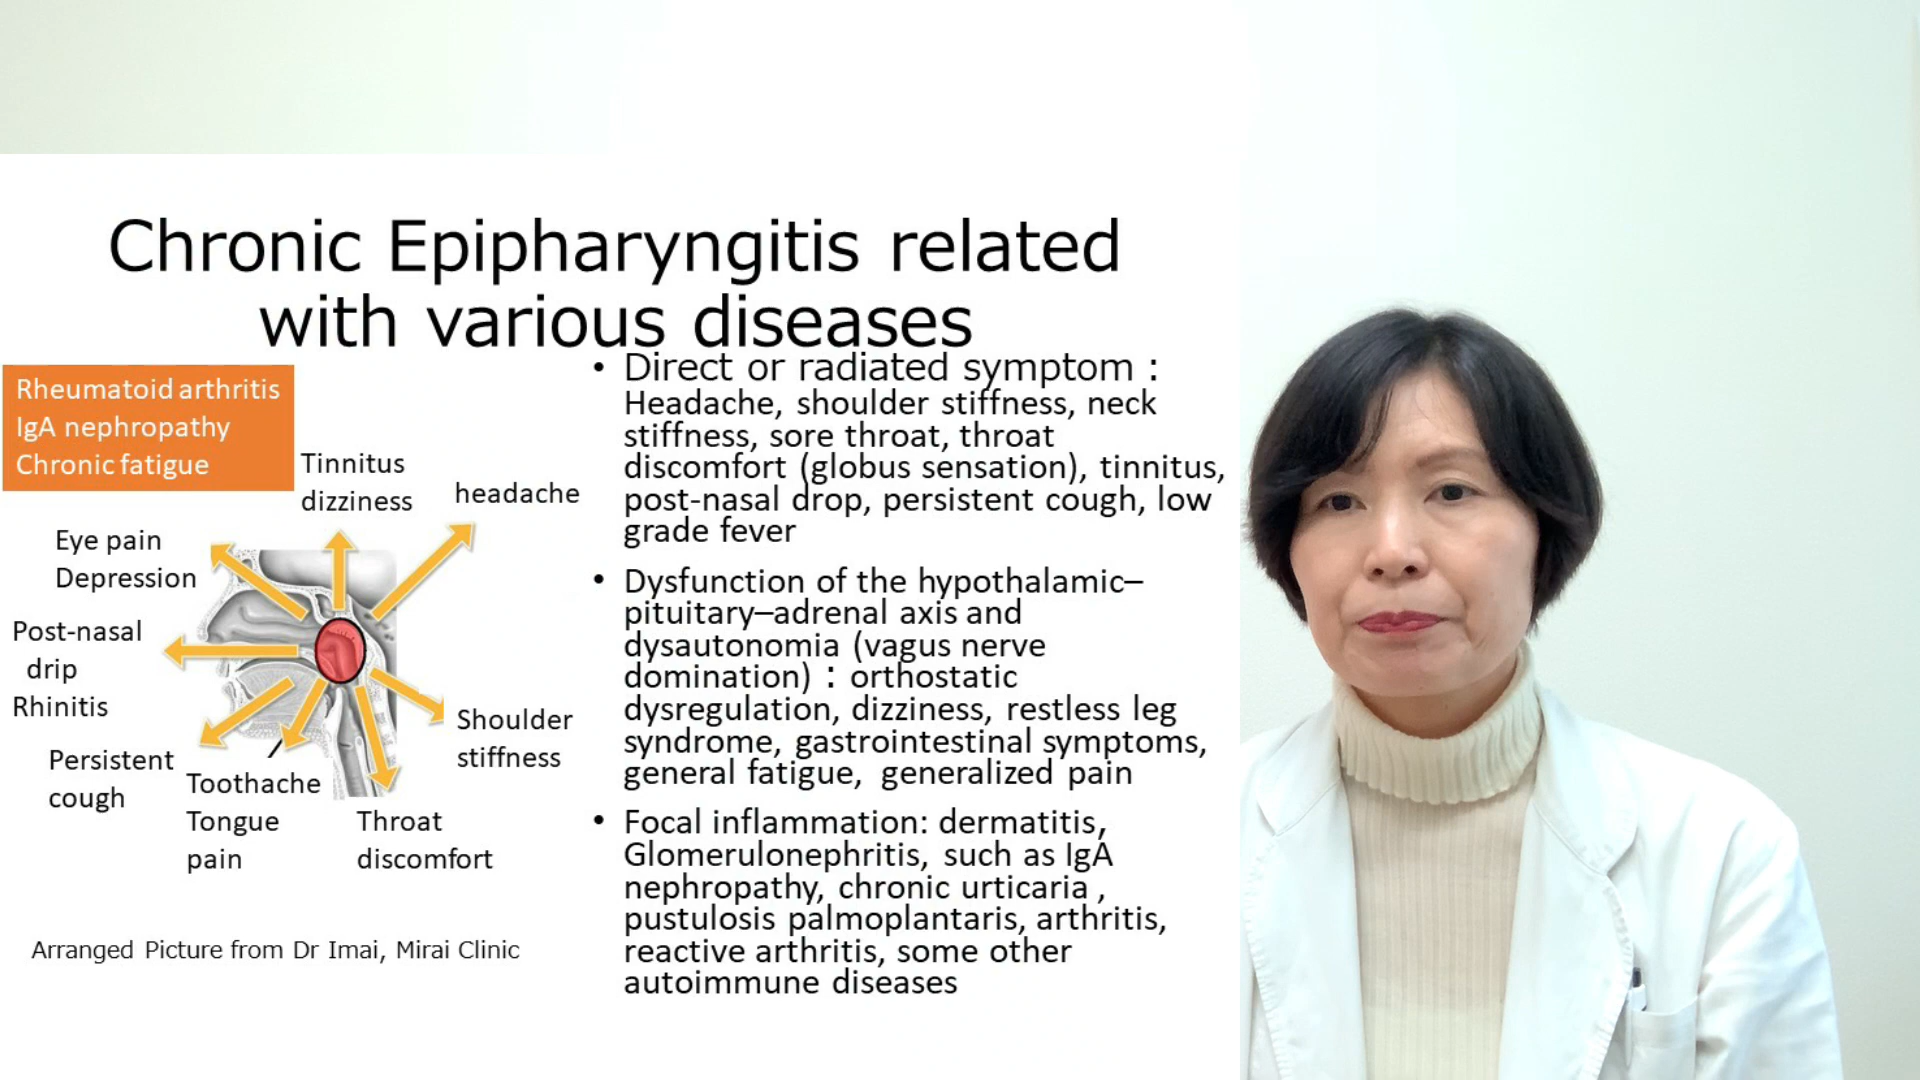 Chronic Epipharyngitis related
with various diseases
Rheumatoid arthritis
IgA nephropathy
Chronic fatigue
Tinnitus
dizziness
headache
Eye pain
Depression
Post-nasal
drip
Rhinitis
Persistent
cough
Toothache
Tongue
pain
Throat
discomfort
Shoulder
stiffness
Arranged Picture from Dr Imai, Mirai Clinic
• Direct or radiated symptom：
Headache, shoulder stiffness, neck
stiffness, sore throat, throat
discomfort (globus sensation), tinnitus,
post-nasal drop, persistent cough, low
grade fever
• Dysfunction of the hypothalamic–
pituitary–adrenal axis and
dysautonomia (vagus nerve
domination)：orthostatic
dysregulation, dizziness, restless leg
syndrome, gastrointestinal symptoms,
general fatigue, generalized pain
• Focal inflammation: dermatitis,
Glomerulonephritis, such as IgA
nephropathy, chronic urticaria ,
pustulosis palmoplantaris, arthritis,
reactive arthritis, some other
autoimmune diseases